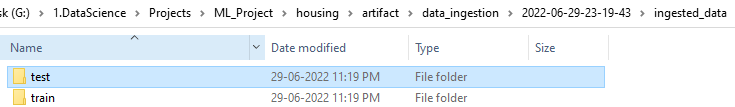 sk (G:) > 1.DataScience > Projects > ML_Project > housing > artifact > data_ingestion > 2022-06-29-23-19-43 > ingested_data
Name Date modified Type Size
test 29-06-2022 11:19 PM File folder
train 29-06-2022 11:19 PM File folder